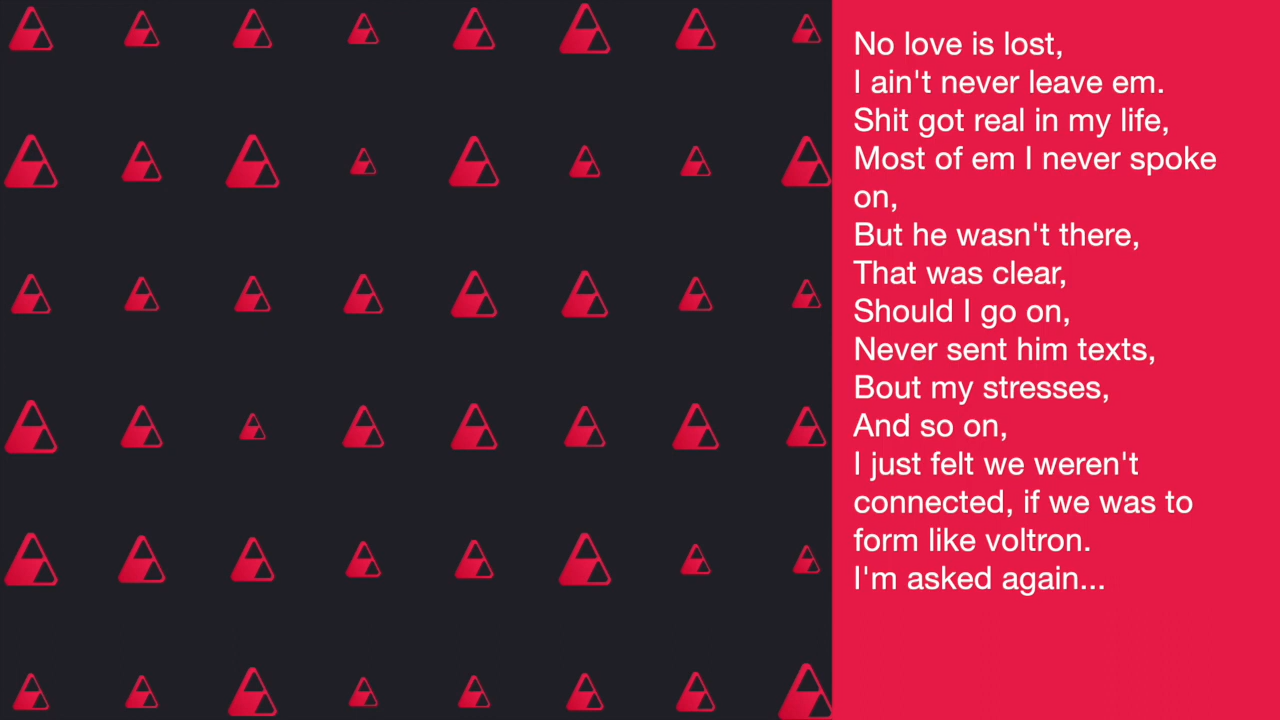 No love is lost,
I ain't never leave em.
Shit got real in my life,
Most of em I never spoke
on,
But he wasn't there,
That was clear,
Should I go on,
Never sent him texts,
Bout my stresses,
And so on,
I just felt we weren't
connected, if we was to
form like voltron.
I'm asked again...